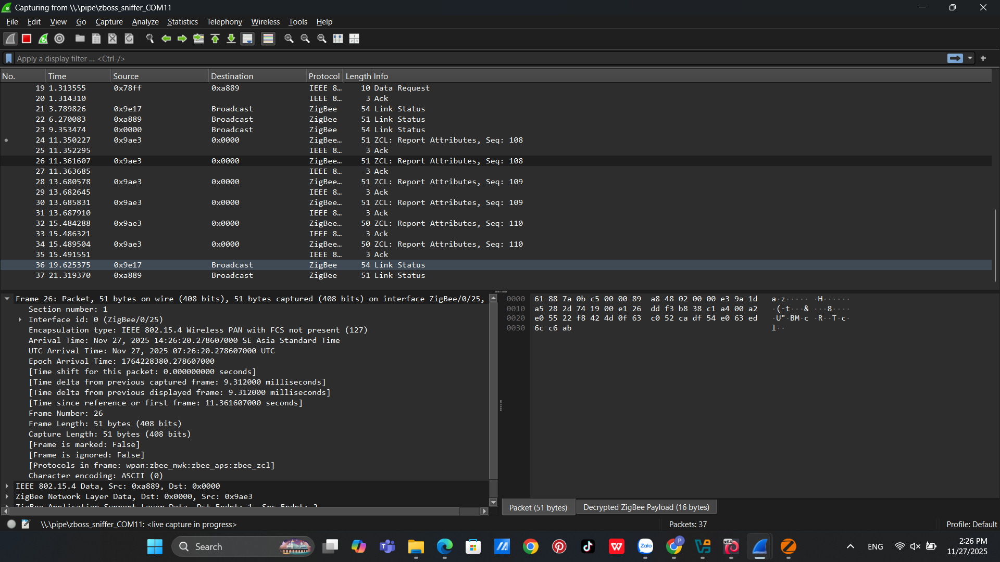 Capturing from \\.\pipe\zboss_sniffer_COM11
File Edit View Go Capture Analyze Statistics Telephony Wireless Tools Help
Apply a display filter ... <Ctrl-/>
No. Time Source Destination Protocol Length Info
19 1.313555 0x78ff 0xa889 IEEE 8… 10 Data Request
20 1.314310 IEEE 8… 3 Ack
21 3.789826 0x9e17 Broadcast ZigBee 54 Link Status
22 6.270083 0xa889 Broadcast ZigBee 51 Link Status
23 9.353474 0x0000 Broadcast ZigBee 54 Link Status
24 11.350227 0x9ae3 0x0000 ZigBee… 51 ZCL: Report Attributes, Seq: 108
25 11.352295 IEEE 8… 3 Ack
26 11.361607 0x9ae3 0x0000 ZigBee… 51 ZCL: Report Attributes, Seq: 108
27 11.363685 IEEE 8… 3 Ack
28 13.680578 0x9ae3 0x0000 ZigBee… 51 ZCL: Report Attributes, Seq: 109
29 13.682645 IEEE 8… 3 Ack
30 13.685831 0x9ae3 0x0000 ZigBee… 51 ZCL: Report Attributes, Seq: 109
31 13.687910 IEEE 8… 3 Ack
32 15.484288 0x9ae3 0x0000 ZigBee… 50 ZCL: Report Attributes, Seq: 110
33 15.486321 IEEE 8… 3 Ack
34 15.489504 0x9ae3 0x0000 ZigBee… 50 ZCL: Report Attributes, Seq: 110
35 15.491551 IEEE 8… 3 Ack
36 19.625375 0x9e17 Broadcast ZigBee 54 Link Status
37 21.319370 0xa889 Broadcast ZigBee 51 Link Status
Frame 26: Packet, 51 bytes on wire (408 bits), 51 bytes captured (408 bits) on interface ZigBee/0/25,
Section number: 1
Interface id: 0 (ZigBee/0/25)
Encapsulation type: IEEE 802.15.4 Wireless PAN with FCS not present (127)
Arrival Time: Nov 27, 2025 14:26:20.278607000 SE Asia Standard Time
UTC Arrival Time: Nov 27, 2025 07:26:20.278607000 UTC
Epoch Arrival Time: 1764228380.278607000
[Time shift for this packet: 0.000000000 seconds]
[Time delta from previous captured frame: 9.312000 milliseconds]
[Time delta from previous displayed frame: 9.312000 milliseconds]
[Time since reference or first frame: 11.361607000 seconds]
Frame Number: 26
Frame Length: 51 bytes (408 bits)
Capture Length: 51 bytes (408 bits)
[Frame is marked: False]
[Frame is ignored: False]
[Protocols in frame: wpan:zbee_nwk:zbee_aps:zbee_zcl]
Character encoding: ASCII (0)
IEEE 802.15.4 Data, Src: 0xa889, Dst: 0x0000
ZigBee Network Layer Data, Dst: 0x0000, Src: 0x9ae3
ZigBee Application Support Layer Data, Dst Endpt: 1, Src Endpt: 2
0000 61 88 7a 0b c5 00 00 89 a8 48 02 00 00 e3 9a 1d a·z····· ·H······
0010 a5 28 2d 74 19 00 e1 26 dd f3 b8 38 c1 a4 00 a2 ·(-t···& ···8····
0020 e0 55 22 f8 42 4d 0f 63 c0 52 ca df 54 e0 63 ed ·U"·BM·c ·R··T·c·
0030 6c c6 ab l··
Packet (51 bytes) Decrypted ZigBee Payload (16 bytes)
\\.\pipe\zboss_sniffer_COM11: <live capture in progress> Packets: 37 Profile: Default
Search Zalo P x64 ENG 2:26 PM
11/27/2025